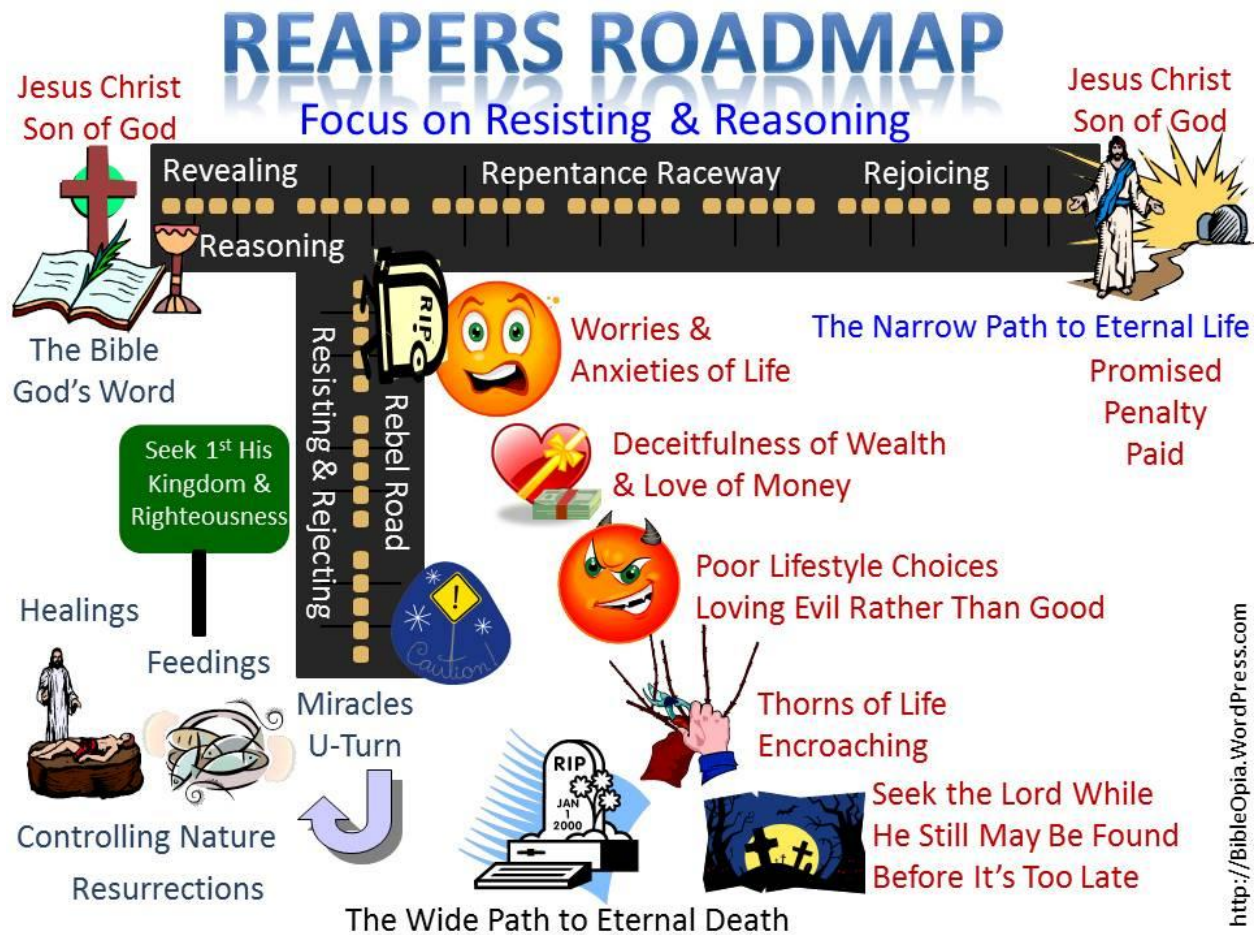 REAPERS ROADMAP
Focus on Resisting & Reasoning
Jesus Christ
Son of God
Jesus Christ
Son of God
Revealing
Repentance Raceway
Rejoicing
Reasoning
The Bible
God's Word
Resisting & Rejecting
Rebel Road
RIP
Worries &
Anxieties of Life
The Narrow Path to Eternal Life
Promised
Penalty
Paid
Seek 1st His
Kingdom &
Righteousness
Deceitfulness of Wealth
& Love of Money
Poor Lifestyle Choices
Loving Evil Rather Than Good
!
Caution!
Healings
Feedings
Miracles
U-Turn
Controlling Nature
Resurrections
Thorns of Life
Encroaching
RIP
JAN
1
2000
Seek the Lord While
He Still May Be Found
Before It's Too Late
The Wide Path to Eternal Death
http://BibleOpia.WordPress.com